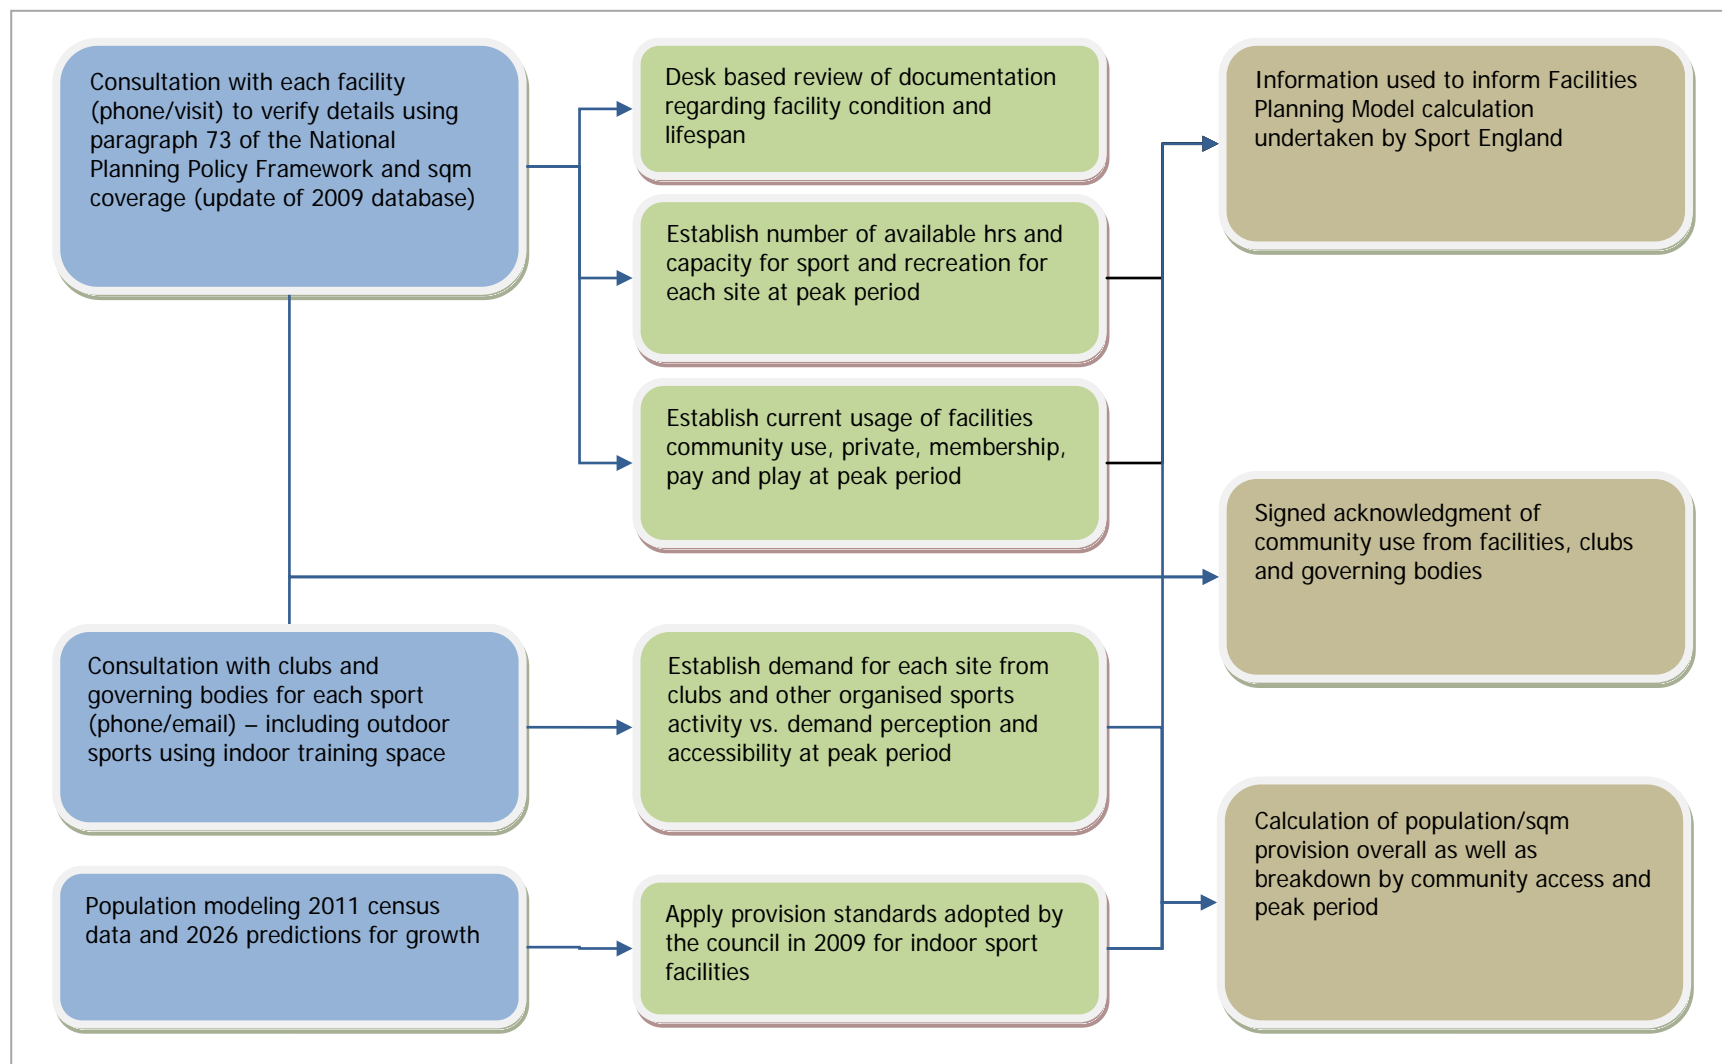 Consultation with each facility
(phone/visit) to verify details using
paragraph 73 of the National
Planning Policy Framework and sqm
coverage (update of 2009 database)
Desk based review of documentation
regarding facility condition and
lifespan
Information used to inform Facilities
Planning Model calculation
undertaken by Sport England
Establish number of available hrs and
capacity for sport and recreation for
each site at peak period
Establish current usage of facilities
community use, private, membership,
pay and play at peak period
Signed acknowledgment of
community use from facilities, clubs
and governing bodies
Consultation with clubs and
governing bodies for each sport
(phone/email) – including outdoor
sports using indoor training space
Establish demand for each site from
clubs and other organised sports
activity vs. demand perception and
accessibility at peak period
Calculation of population/sqm
provision overall as well as
breakdown by community access and
peak period
Population modeling 2011 census
data and 2026 predictions for growth
Apply provision standards adopted by
the council in 2009 for indoor sport
facilities